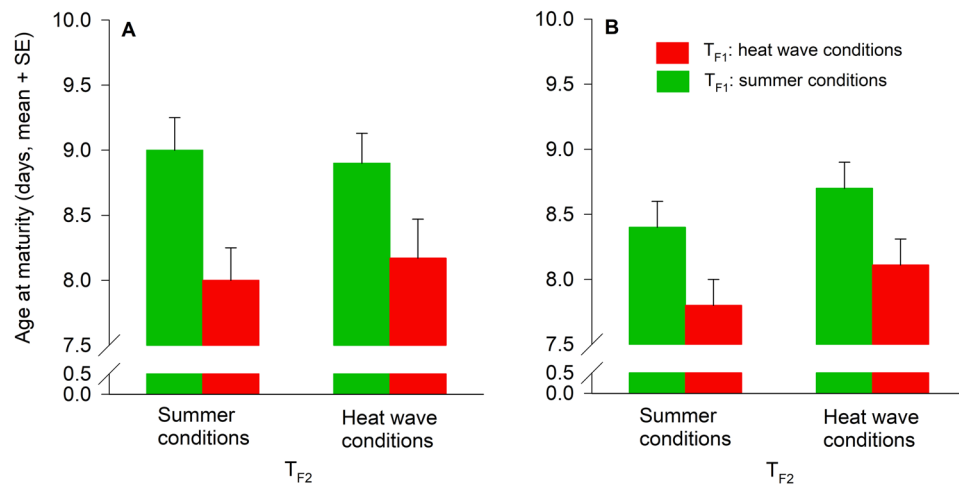 Age at maturity (days, mean + SE)
10.0
9.5
9.0
8.5
8.0
7.5
0.5
0.0
A
Summer
conditions
Heat wave
conditions
TF2
10.0
9.5
9.0
8.5
8.0
7.5
0.5
0.0
B
TF1: heat wave conditions
TF1: summer conditions
Summer
conditions
Heat wave
conditions
TF2